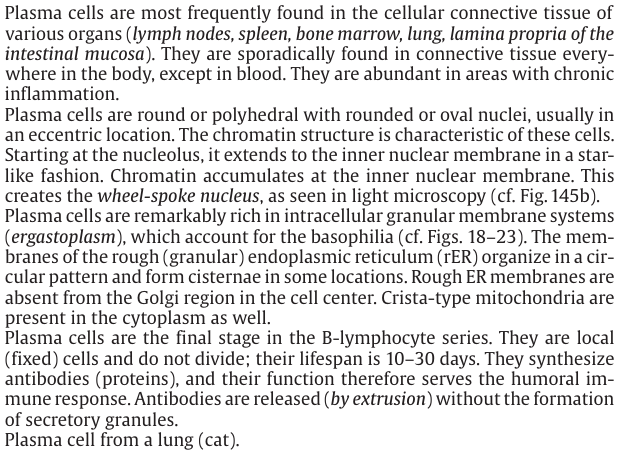 Plasma cells are most frequently found in the cellular connective tissue of
various organs (lymph nodes, spleen, bone marrow, lung, lamina propria of the
intestinal mucosa). They are sporadically found in connective tissue every-
where in the body, except in blood. They are abundant in areas with chronic
inflammation.
Plasma cells are round or polyhedral with rounded or oval nuclei, usually in
an eccentric location. The chromatin structure is characteristic of these cells.
Starting at the nucleolus, it extends to the inner nuclear membrane in a star-
like fashion. Chromatin accumulates at the inner nuclear membrane. This
creates the wheel-spoke nucleus, as seen in light microscopy (cf. Fig. 145b).
Plasma cells are remarkably rich in intracellular granular membrane systems
(ergastoplasm), which account for the basophilia (cf. Figs. 18–23). The mem-
branes of the rough (granular) endoplasmic reticulum (rER) organize in a cir-
cular pattern and form cisternae in some locations. Rough ER membranes are
absent from the Golgi region in the cell center. Crista-type mitochondria are
present in the cytoplasm as well.
Plasma cells are the final stage in the B-lymphocyte series. They are local
(fixed) cells and do not divide; their lifespan is 10–30 days. They synthesize
antibodies (proteins), and their function therefore serves the humoral im-
mune response. Antibodies are released (by extrusion) without the formation
of secretory granules.
Plasma cell from a lung (cat).